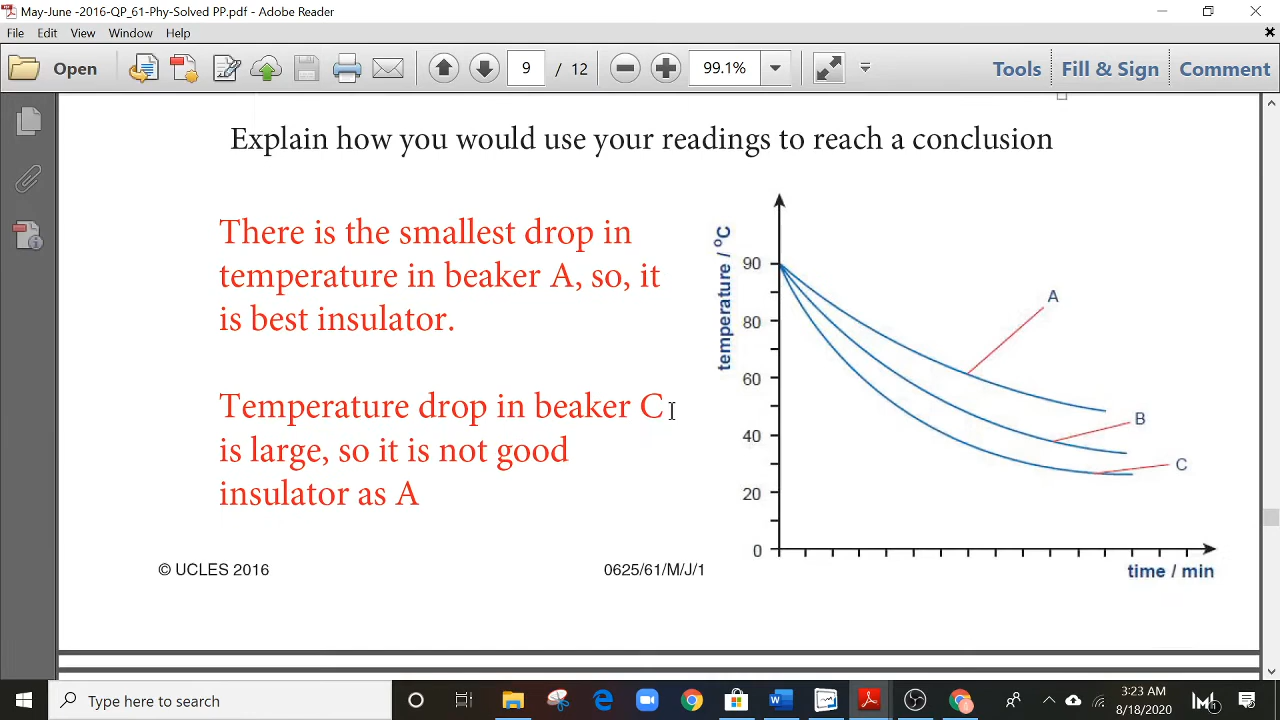 May-June -2016-QP_61-Phy-Solved PP.pdf - Adobe Reader
File Edit View Window Help
Open 9 / 12 99.1% Tools Fill & Sign Comment
Explain how you would use your readings to reach a conclusion
There is the smallest drop in
temperature in beaker A, so, it
is best insulator.
Temperature drop in beaker C
is large, so it is not good
insulator as A
temperature / °C
90
80
60
40
20
0
A
B
C
time / min
© UCLES 2016 0625/61/M/J/1
Type here to search
3:23 AM
8/18/2020
1